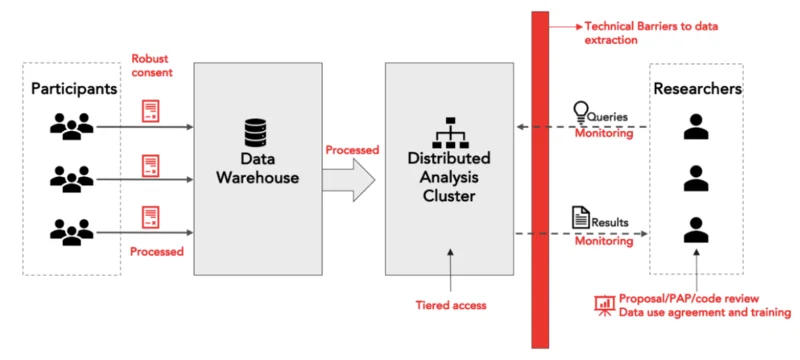 Technical Barriers to data
extraction
Robust
consent
Participants
Researchers
Queries
Monitoring
Data
Warehouse
Processed
Distributed
Analysis
Cluster
Results
Monitoring
Processed
Tiered access
Proposal/PAP/code review
Data use agreement and training